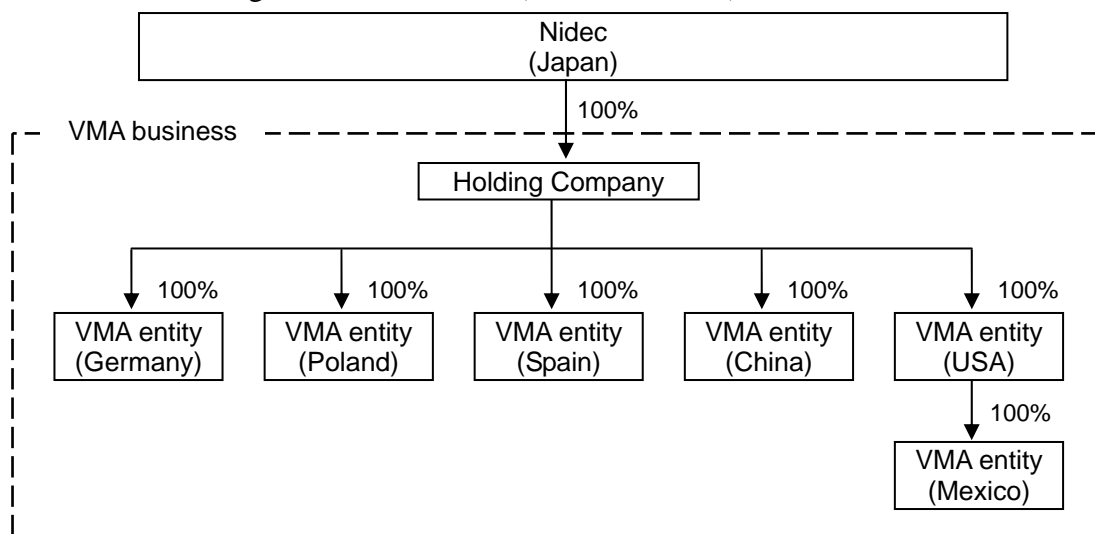 Nidec
(Japan)
100%
VMA business
Holding Company
100% 100% 100% 100% 100%
VMA entity VMA entity VMA entity VMA entity VMA entity
(Germany) (Poland) (Spain) (China) (USA)
100%
VMA entity
(Mexico)